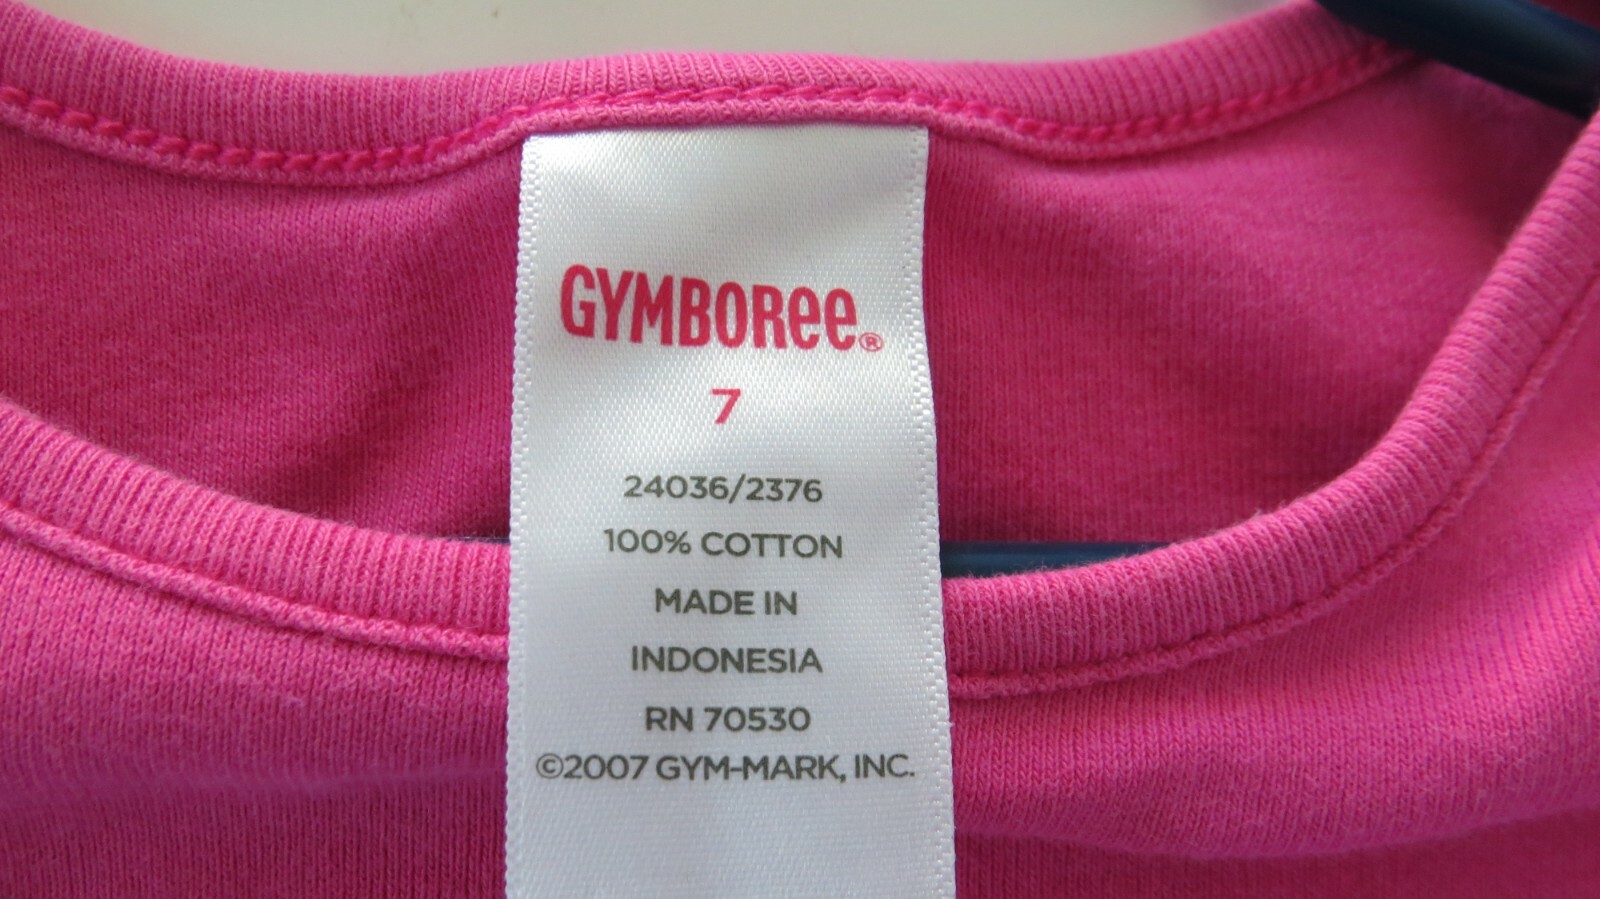 GYMBORee®
7
24036/2376
100% COTTON
MADE IN
INDONESIA
RN 70530
©2007 GYM-MARK, INC.